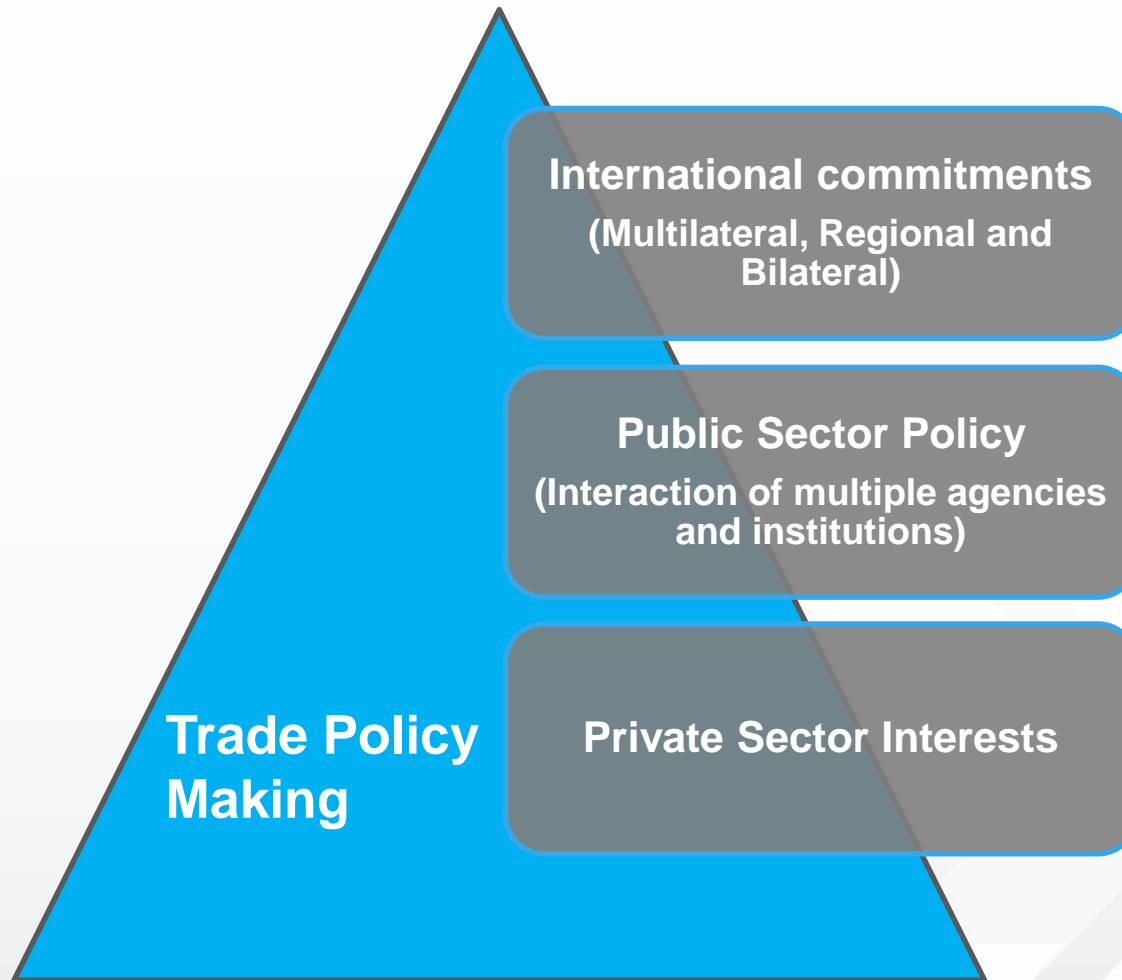 International commitments
(Multilateral, Regional and
Bilateral)
Public Sector Policy
(Interaction of multiple agencies
and institutions)
Trade Policy
Making
Private Sector Interests